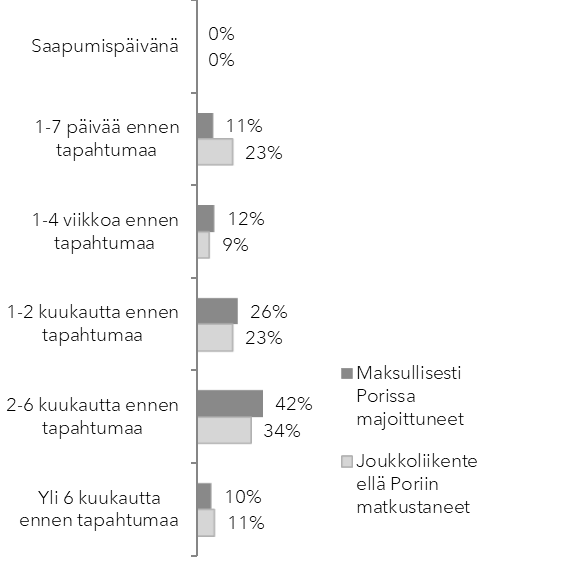 Saapumispäivänä
0%
0%
1-7 päivää ennen
tapahtumaa
11%
23%
1-4 viikkoa ennen
tapahtumaa
12%
9%
1-2 kuukautta ennen
tapahtumaa
26%
23%
2-6 kuukautta ennen
tapahtumaa
42%
34%
Yli 6 kuukautta
ennen tapahtumaa
10%
11%
Maksullisesti
Porissa
majoittuneet
Joukkoliikente
ellä Poriin
matkustaneet